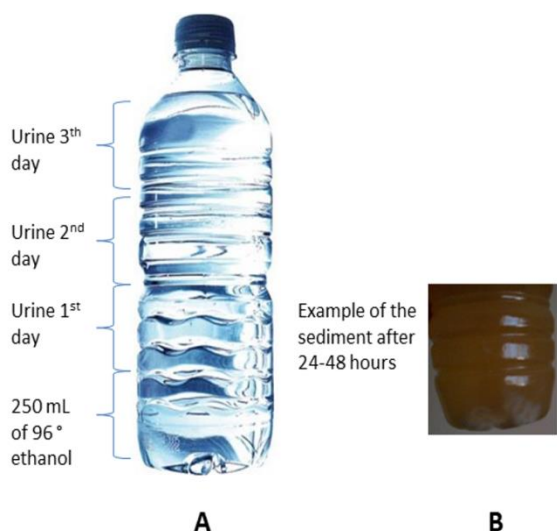 Urine 3th
day
Urine 2nd
day
Urine 1st
day
250 mL
of 96°
ethanol
Example of the
sediment after
24-48 hours
A
B